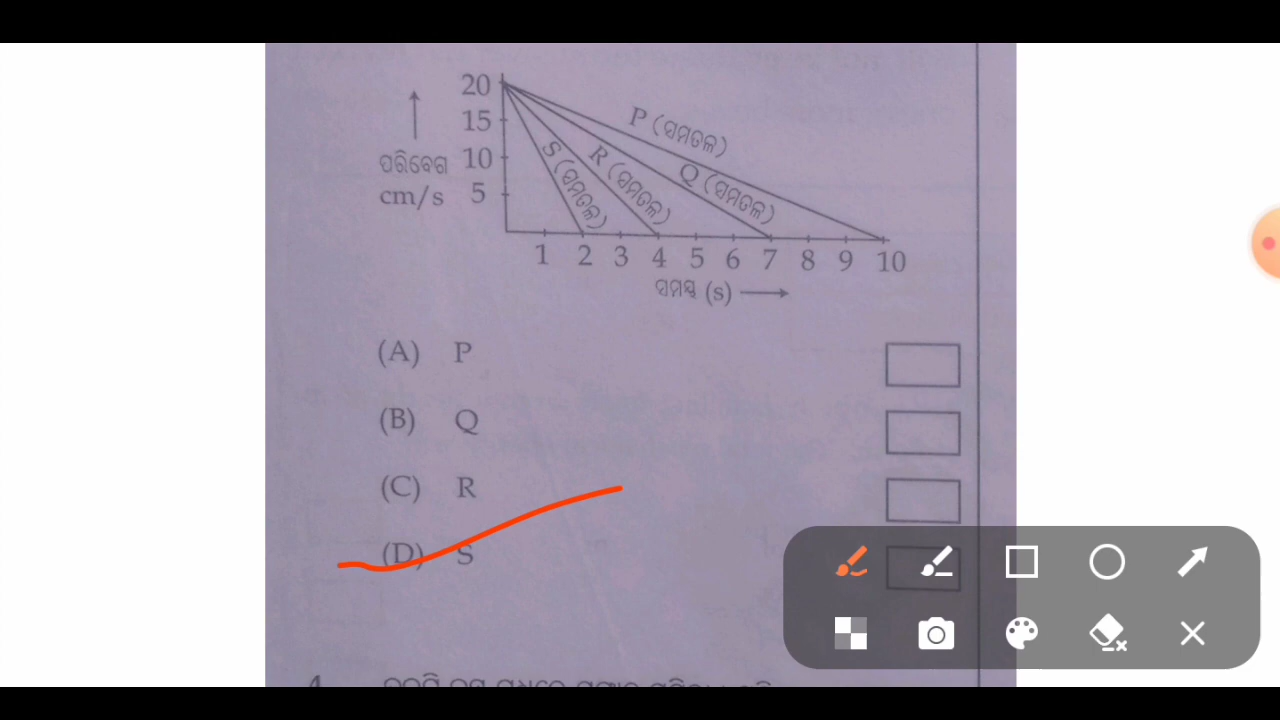 20
15
10
5
ପରିବେଗ
cm/s
P (ସମତଳ)
Q (ସମତଳ)
R (ସମତଳ)
S (ସମତଳ)
1 2 3 4 5 6 7 8 9 10
ସମୟ (s)
(A) P
(B) Q
(C) R
(D) S
4